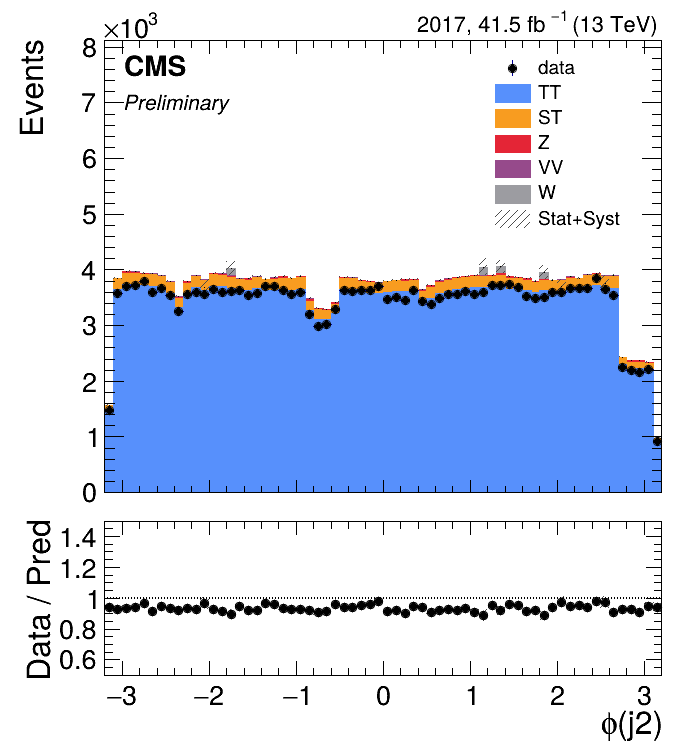 ×10³
2017, 41.5 fb⁻¹ (13 TeV)
CMS
Preliminary
Events
data
TT
ST
Z
VV
W
Stat+Syst
8
7
6
5
4
3
2
1
0
Data / Pred
1.4
1.2
1
0.8
0.6
−3 −2 −1 0 1 2 3
ϕ(j2)